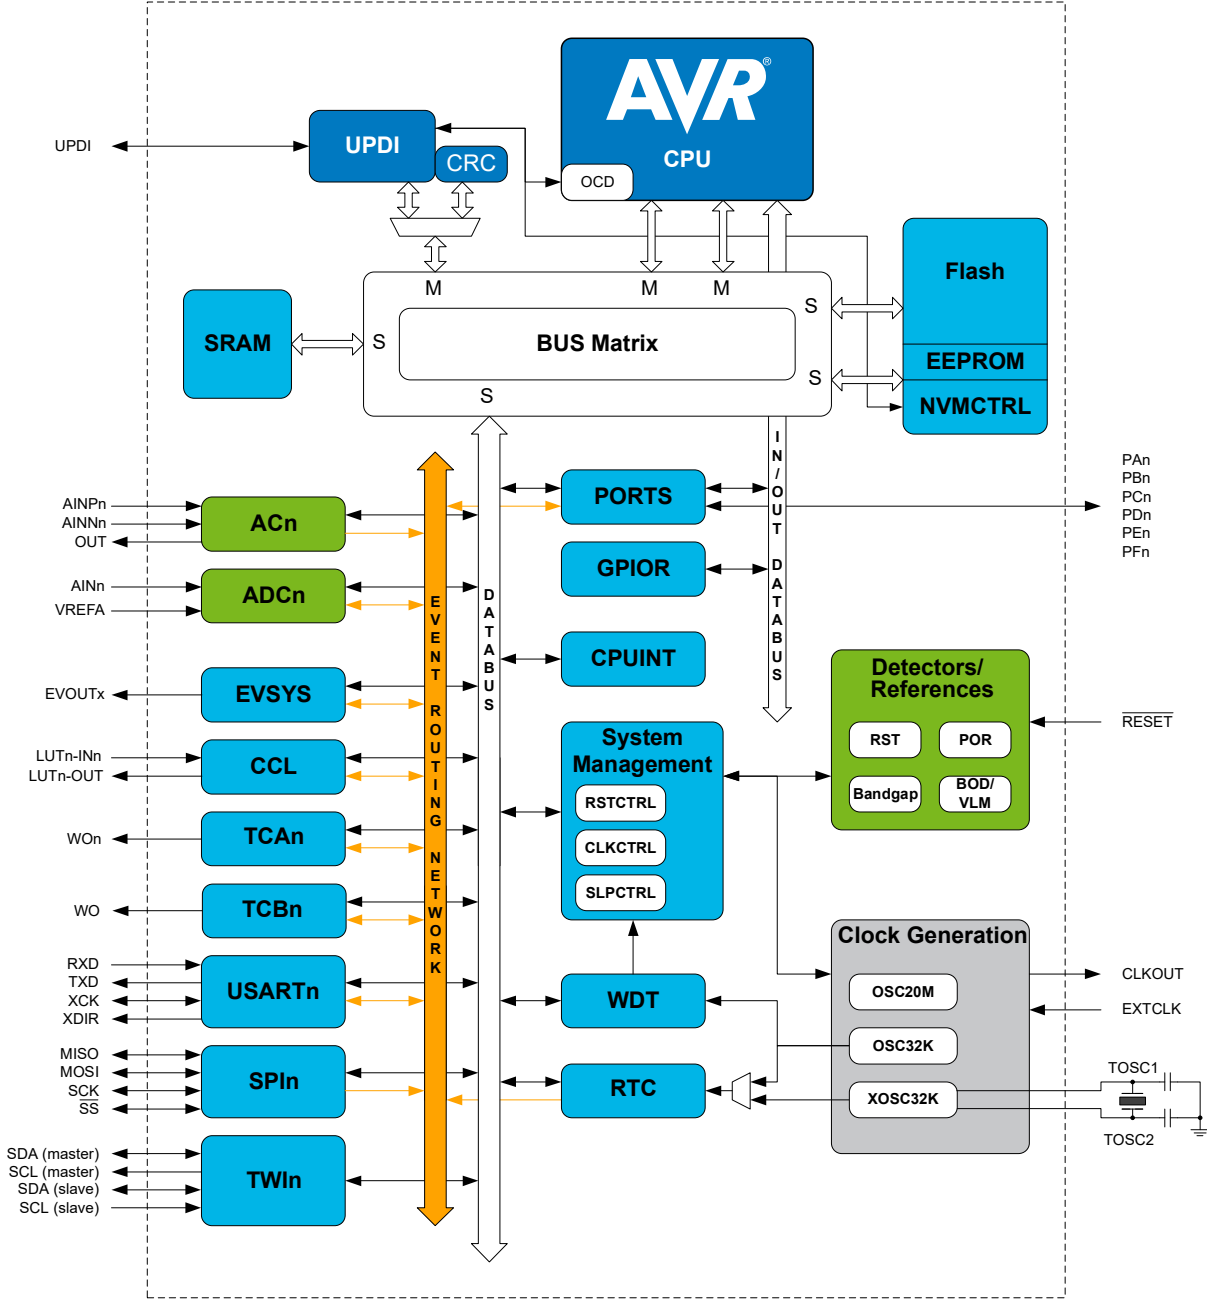 AVR®
CPU
OCD
UPDI
UPDI
CRC
M
M
M
S
S
S
S
BUS Matrix
SRAM
Flash
EEPROM
NVMCTRL
IN/OUT DATABUS
DATABUS
EVENT ROUTING NETWORK
PORTS
GPIOR
CPUINT
PAn
PBn
PCn
PDn
PEn
PFn
AINPn
AINNn
OUT
ACn
AINn
VREFA
ADCn
EVOUTx
EVSYS
LUTn-INn
LUTn-OUT
CCL
WOn
TCAn
WO
TCBn
RXD
TXD
XCK
XDIR
USARTn
MISO
MOSI
SCK
SS
SPIn
SDA (master)
SCL (master)
SDA (slave)
SCL (slave)
TWIn
System
Management
RSTCTRL
CLKCTRL
SLPCTRL
WDT
RTC
Detectors/
References
RST
POR
Bandgap
BOD/
VLM
RESET
Clock Generation
OSC20M
OSC32K
XOSC32K
CLKOUT
EXTCLK
TOSC1
TOSC2